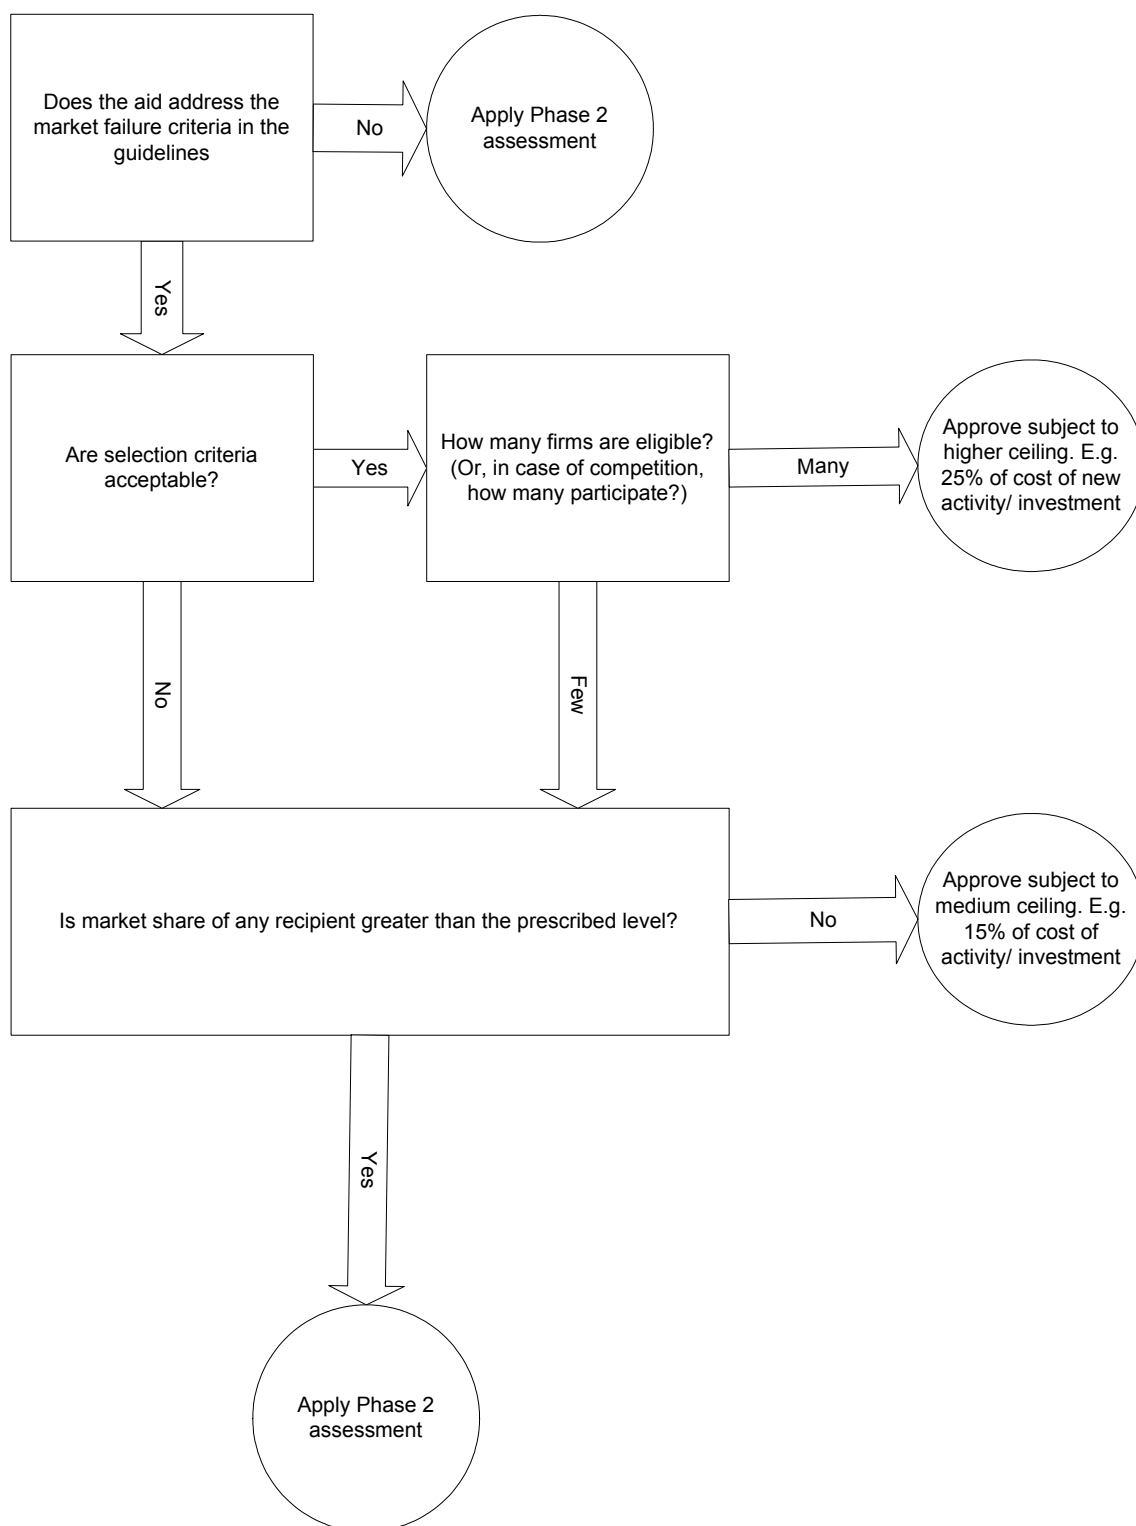 Does the aid address the
market failure criteria in the
guidelines
No
Apply Phase 2
assessment
Yes
Are selection criteria
acceptable?
Yes
How many firms are eligible?
(Or, in case of competition,
how many participate?)
Many
Approve subject to
higher ceiling. E.g.
25% of cost of new
activity/ investment
No
Few
Is market share of any recipient greater than the prescribed level?
No
Approve subject to
medium ceiling. E.g.
15% of cost of
activity/ investment
Yes
Apply Phase 2
assessment